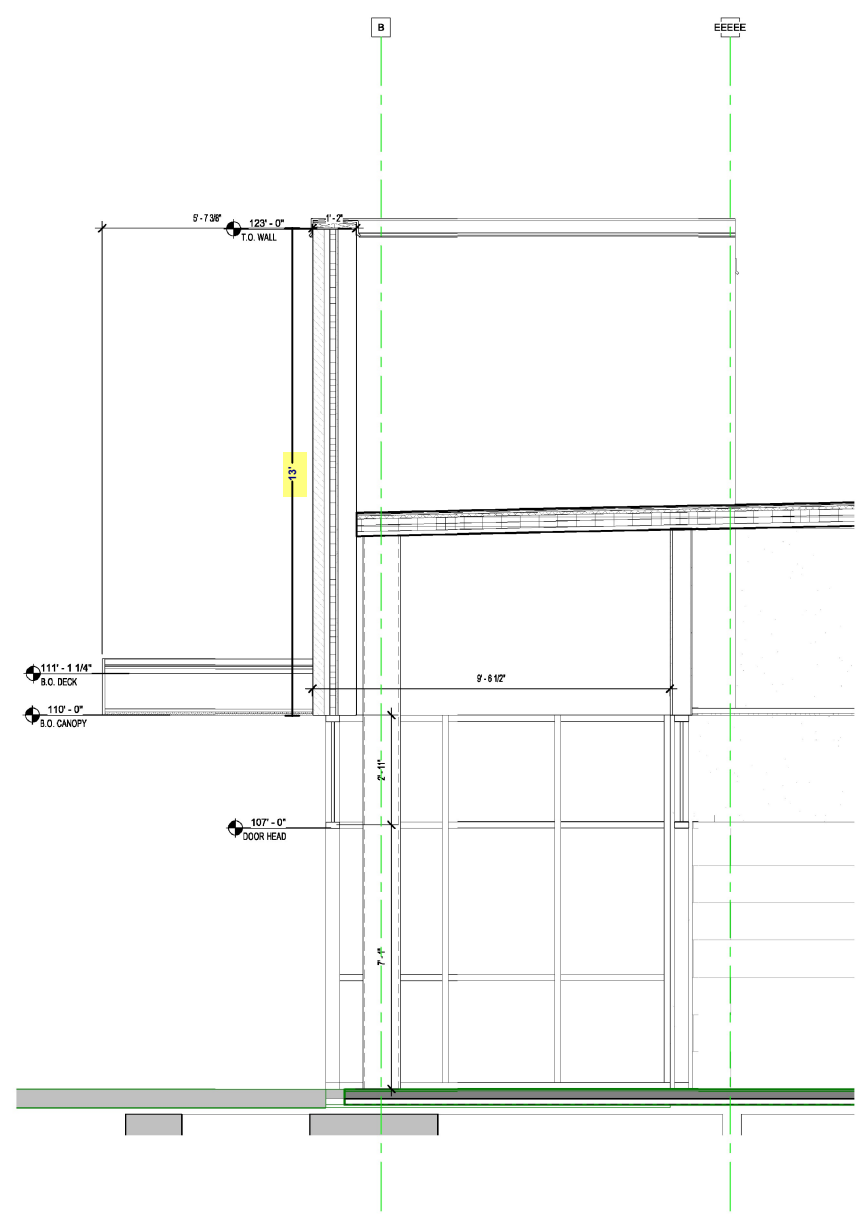 B
EEEEE
5' - 7 3/8"
123' - 0"
1' - 2"
T.O. WALL
13'
111' - 1 1/4"
B.O. DECK
9' - 6 1/2"
110' - 0"
B.O. CANOPY
2' - 11"
107' - 0"
DOOR HEAD
7' - 1"